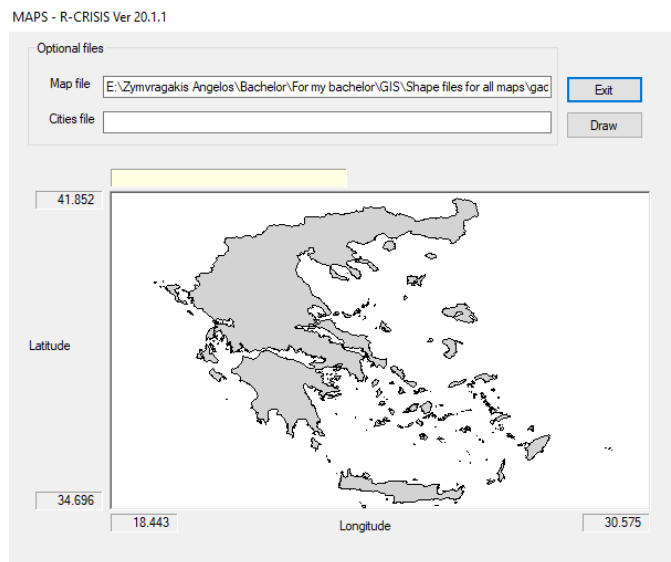 MAPS - R-CRISIS Ver 20.1.1
Optional files
Map file E:\Zymvragakis Angelos\Bachelor\For my bachelor\GIS\Shape files for all maps\gac Exit
Cities file Draw
41.852
Latitude
34.696
18.443 Longitude 30.575